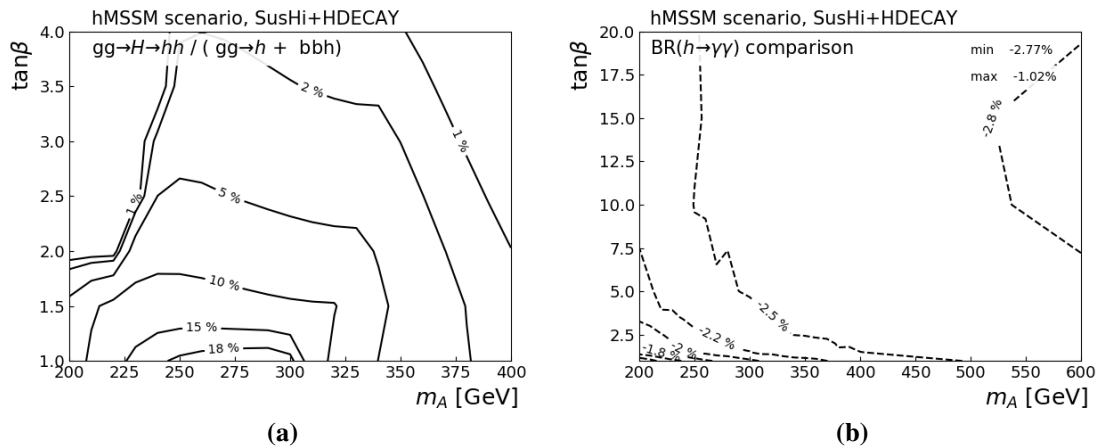 hMSSM scenario, SusHi+HDECAY
gg→H→hh / ( gg→h + bbh)
tanβ
4.0
3.5
3.0
2.5
2.0
1.5
1.0
1 %
2 %
1 %
5 %
10 %
15 %
18 %
200 225 250 275 300 325 350 375 400
m_A [GeV]
(a)
hMSSM scenario, SusHi+HDECAY
BR(h→γγ) comparison
min -2.77%
max -1.02%
tanβ
20.0
17.5
15.0
12.5
10.0
7.5
5.0
2.5
-2.8 %
-2.5 %
-2.2 %
-2 %
-1.8 %
200 250 300 350 400 450 500 550 600
m_A [GeV]
(b)